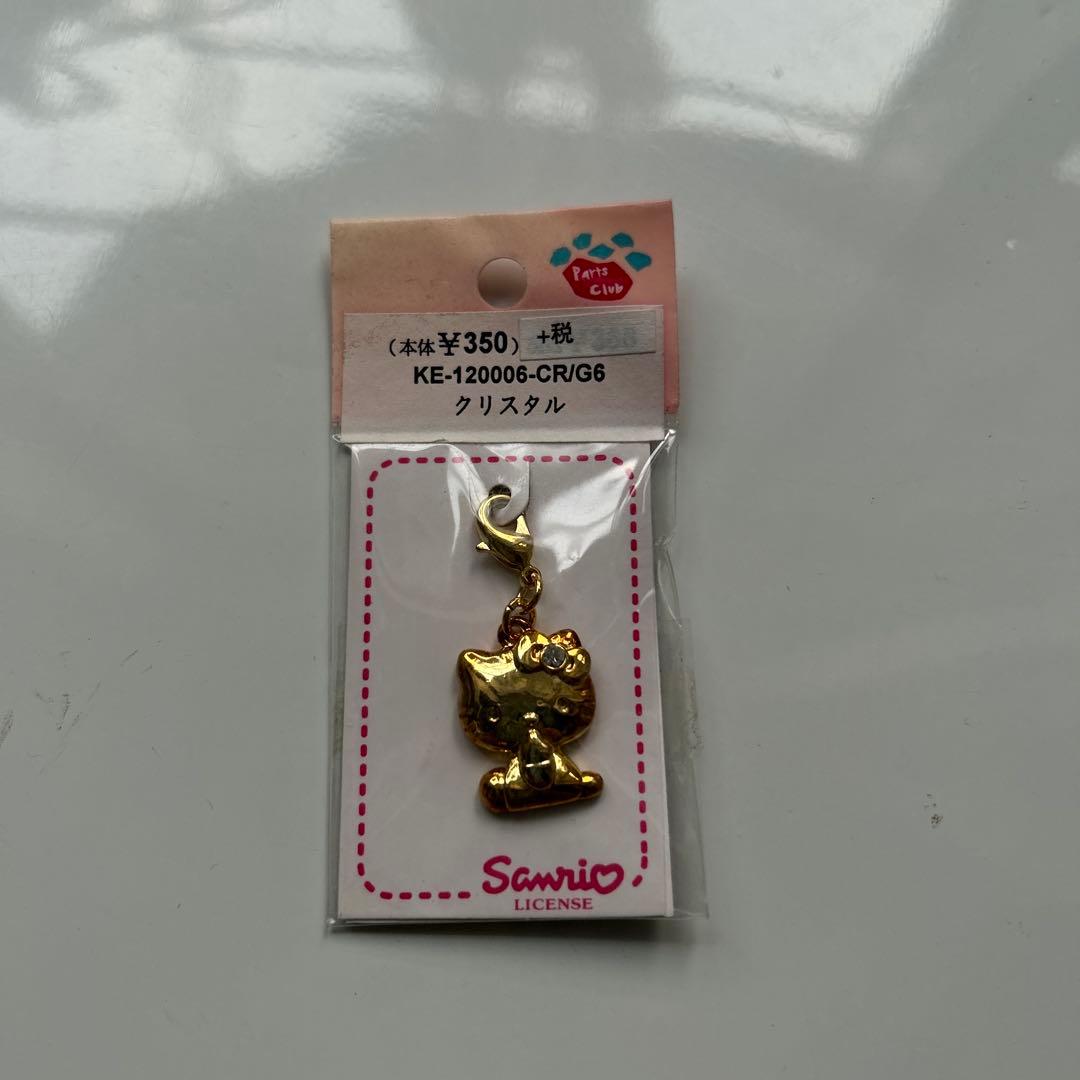 Parts
Club
(本体￥350) +税
KE-120006-CR/G6
クリスタル
Sanrio
LICENSE